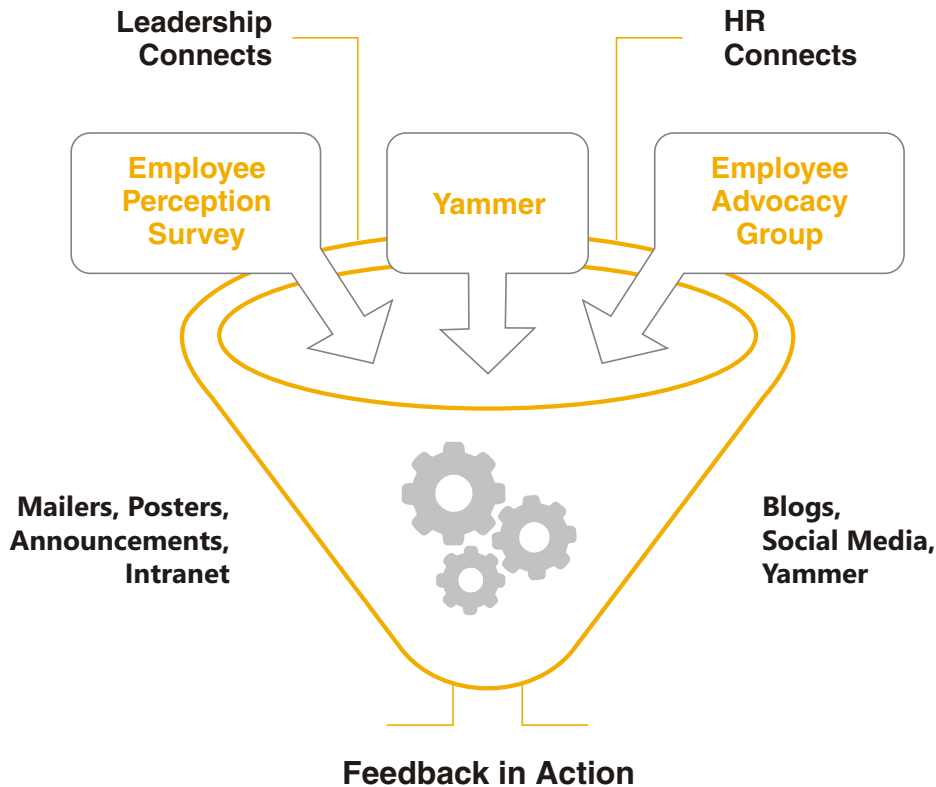 Leadership
Connects
HR
Connects
Employee
Perception
Survey
Yammer
Employee
Advocacy
Group
Mailers, Posters,
Announcements,
Intranet
Blogs,
Social Media,
Yammer
Feedback in Action